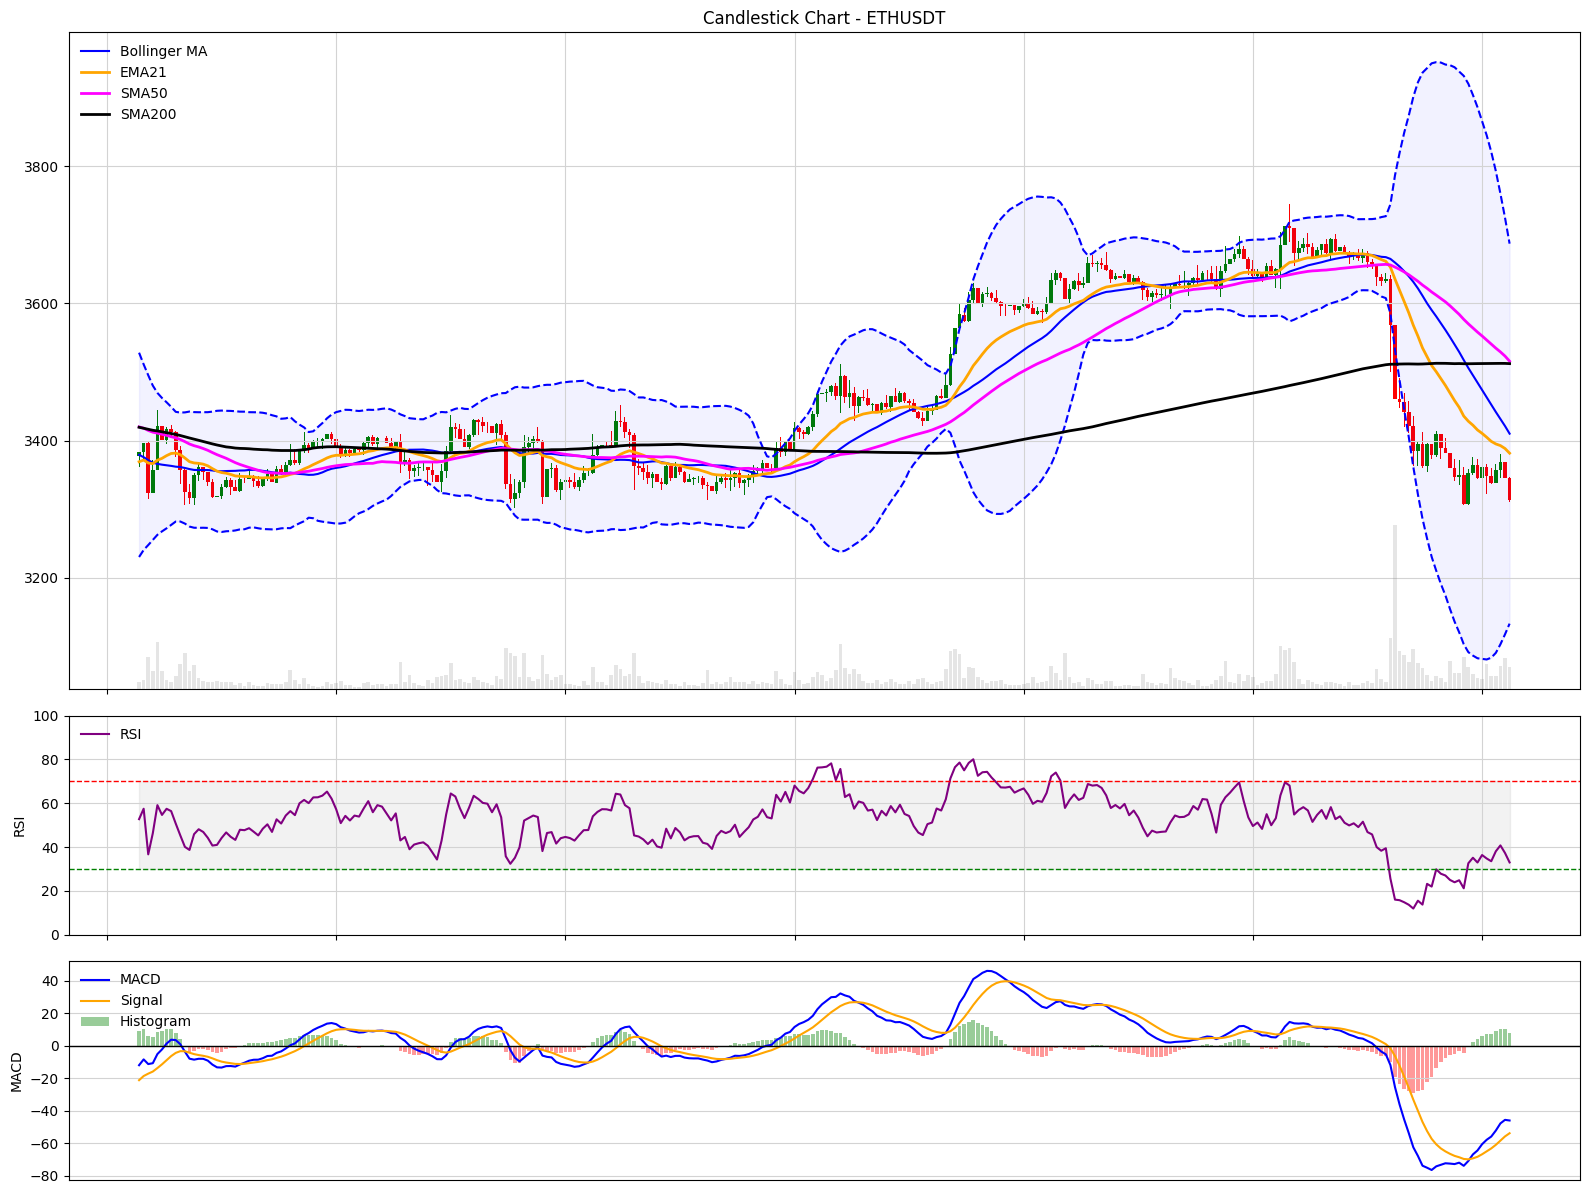 Candlestick Chart - ETHUSDT
Bollinger MA
EMA21
SMA50
SMA200
3800
3600
3400
3200
100
80
60
40
20
0
RSI
RSI
40
20
0
−20
−40
−60
−80
MACD
MACD
Signal
Histogram